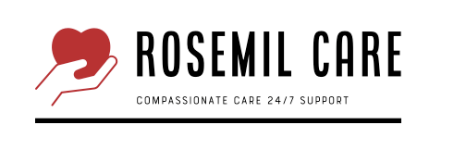 ROSEMIL CARE
COMPASSIONATE CARE 24/7 SUPPORT